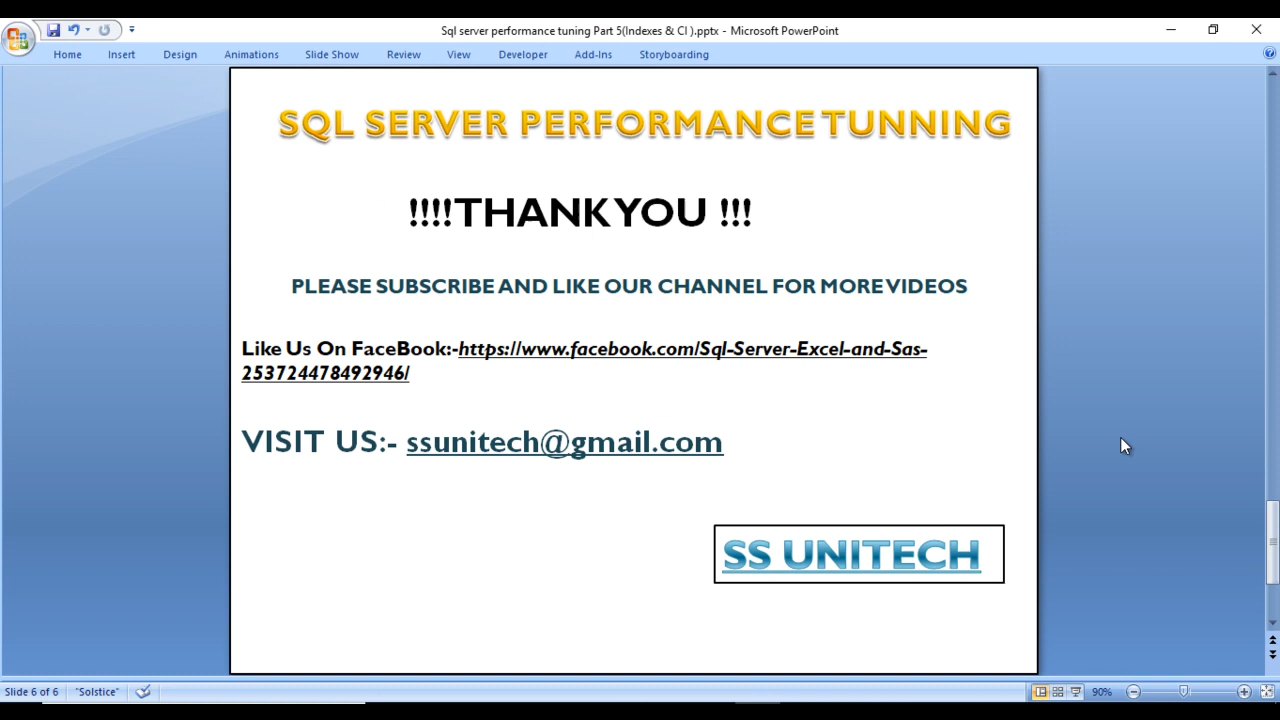 Sql server performance tuning Part 5(Indexes & CI ).pptx - Microsoft PowerPoint
Home Insert Design Animations Slide Show Review View Developer Add-Ins Storyboarding
SQL SERVER PERFORMANCE TUNNING
!!!!THANK YOU !!!
PLEASE SUBSCRIBE AND LIKE OUR CHANNEL FOR MORE VIDEOS
Like Us On FaceBook:-https://www.facebook.com/Sql-Server-Excel-and-Sas-
253724478492946/
VISIT US:- ssunitech@gmail.com
SS UNITECH
Slide 6 of 6 "Solstice" 90%